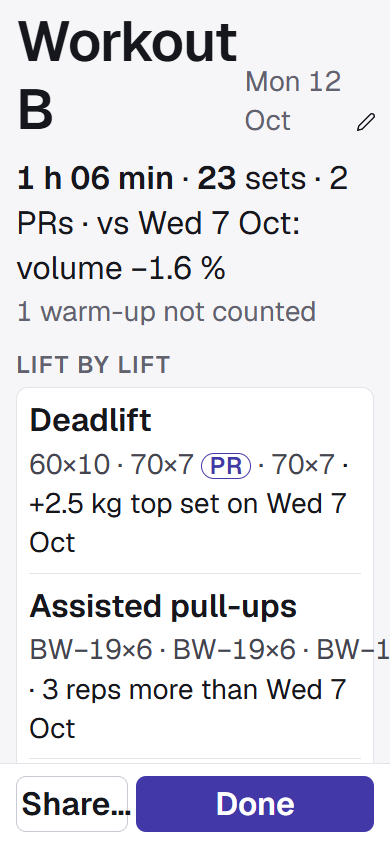 Workout
B
Mon 12
Oct
1 h 06 min · 23 sets · 2
PRs · vs Wed 7 Oct:
volume −1.6 %
1 warm-up not counted
LIFT BY LIFT
Deadlift
60×10 · 70×7 PR · 70×7 ·
+2.5 kg top set on Wed 7
Oct
Assisted pull-ups
BW−19×6 · BW−19×6 · BW−1
· 3 reps more than Wed 7
Oct
Share...
Done